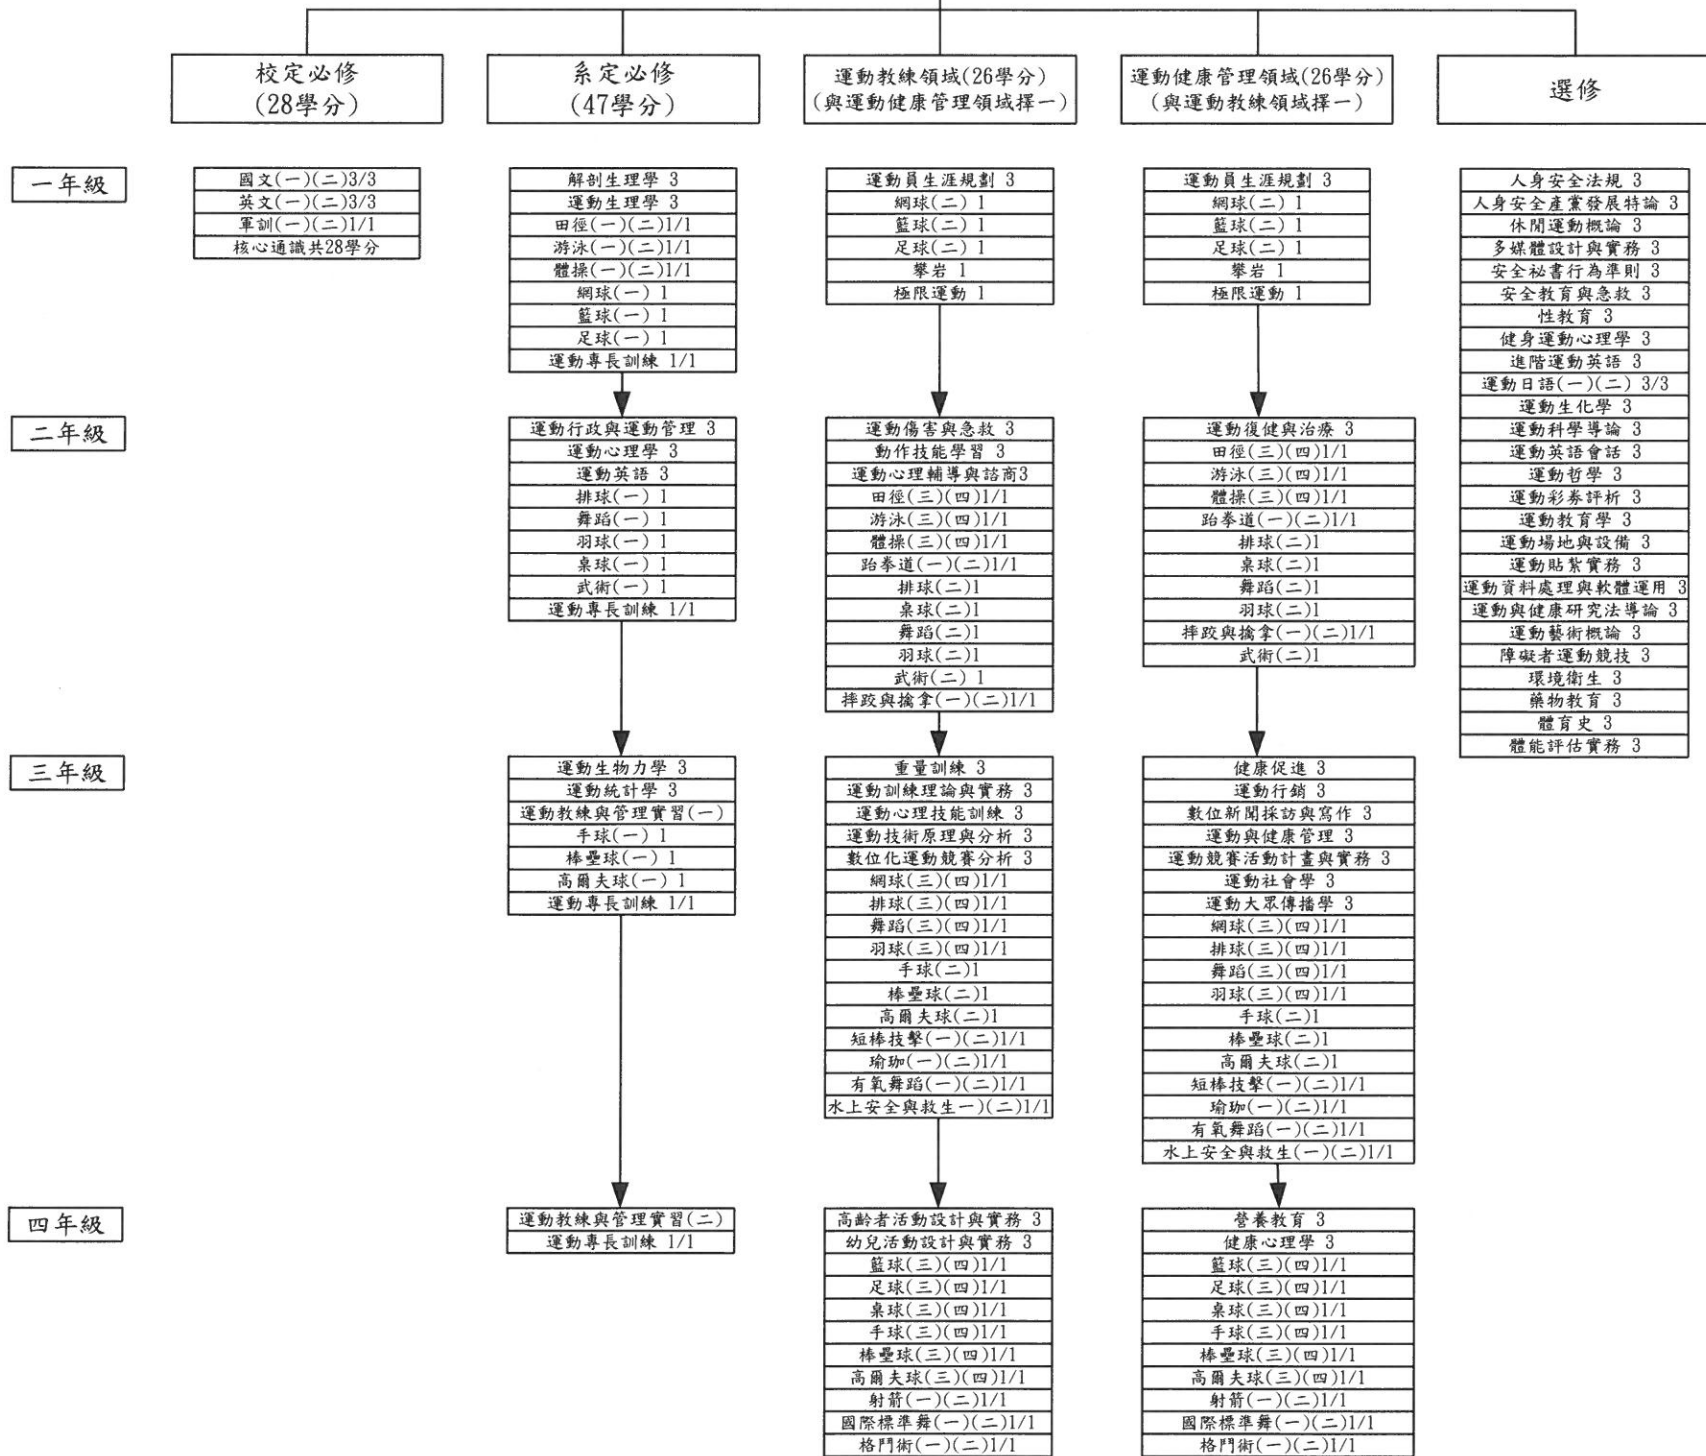 校定必修
(28學分)
系定必修
(47學分)
運動教練領域(26學分)
(與運動健康管理領域擇一)
運動健康管理領域(26學分)
(與運動教練領域擇一)
選修
一年級
國文(一)(二)3/3
英文(一)(二)3/3
軍訓(一)(二)1/1
核心通識共28學分
解剖生理學 3
運動生理學 3
田徑(一)(二)1/1
游泳(一)(二)1/1
體操(一)(二)1/1
網球(一) 1
籃球(一) 1
足球(一) 1
運動專長訓練 1/1
運動員生涯規劃 3
網球(二) 1
籃球(二) 1
足球(二) 1
攀岩 1
極限運動 1
運動員生涯規劃 3
網球(二) 1
籃球(二) 1
足球(二) 1
攀岩 1
極限運動 1
人身安全法規 3
人身安全產業發展特論 3
休閒運動概論 3
多媒體設計與實務 3
安全祕書行為準則 3
安全教育與急救 3
性教育 3
健身運動心理學 3
進階運動英語 3
運動日語(一)(二) 3/3
運動生化學 3
運動科學導論 3
運動英語會話 3
運動哲學 3
運動彩券評析 3
運動教育學 3
運動場地與設備 3
運動貼紮實務 3
運動資料處理與軟體運用 3
運動與健康研究法導論 3
運動藝術概論 3
障礙者運動競技 3
環境衛生 3
藥物教育 3
體育史 3
體能評估實務 3
二年級
運動行政與運動管理 3
運動心理學 3
運動英語 3
排球(一) 1
舞蹈(一) 1
羽球(一) 1
桌球(一) 1
武術(一) 1
運動專長訓練 1/1
運動傷害與急救 3
動作技能學習 3
運動心理輔導與諮商3
田徑(三)(四)1/1
游泳(三)(四)1/1
體操(三)(四)1/1
跆拳道(一)(二)1/1
排球(二)1
桌球(二)1
舞蹈(二)1
羽球(二)1
武術(二) 1
摔跤與擒拿(一)(二)1/1
運動復健與治療 3
田徑(三)(四)1/1
游泳(三)(四)1/1
體操(三)(四)1/1
跆拳道(一)(二)1/1
排球(二)1
桌球(二)1
舞蹈(二)1
羽球(二)1
摔跤與擒拿(一)(二)1/1
武術(二)1
三年級
運動生物力學 3
運動統計學 3
運動教練與管理實習(一)
手球(一) 1
棒壘球(一) 1
高爾夫球(一) 1
運動專長訓練 1/1
重量訓練 3
運動訓練理論與實務 3
運動心理技能訓練 3
運動技術原理與分析 3
數位化運動競賽分析 3
網球(三)(四)1/1
排球(三)(四)1/1
舞蹈(三)(四)1/1
羽球(三)(四)1/1
手球(二)1
棒壘球(二)1
高爾夫球(二)1
短棒技擊(一)(二)1/1
瑜珈(一)(二)1/1
有氧舞蹈(一)(二)1/1
水上安全與救生一)(二)1/1
健康促進 3
運動行銷 3
數位新聞採訪與寫作 3
運動與健康管理 3
運動競賽活動計畫與實務 3
運動社會學 3
運動大眾傳播學 3
網球(三)(四)1/1
排球(三)(四)1/1
舞蹈(三)(四)1/1
羽球(三)(四)1/1
手球(二)1
棒壘球(二)1
高爾夫球(二)1
短棒技擊(一)(二)1/1
瑜珈(一)(二)1/1
有氧舞蹈(一)(二)1/1
水上安全與救生(一)(二)1/1
四年級
運動教練與管理實習(二)
運動專長訓練 1/1
高齡者活動設計與實務 3
幼兒活動設計與實務 3
籃球(三)(四)1/1
足球(三)(四)1/1
桌球(三)(四)1/1
手球(三)(四)1/1
棒壘球(三)(四)1/1
高爾夫球(三)(四)1/1
射箭(一)(二)1/1
國際標準舞(一)(二)1/1
格鬥術(一)(二)1/1
營養教育 3
健康心理學 3
籃球(三)(四)1/1
足球(三)(四)1/1
桌球(三)(四)1/1
手球(三)(四)1/1
棒壘球(三)(四)1/1
高爾夫球(三)(四)1/1
射箭(一)(二)1/1
國際標準舞(一)(二)1/1
格鬥術(一)(二)1/1